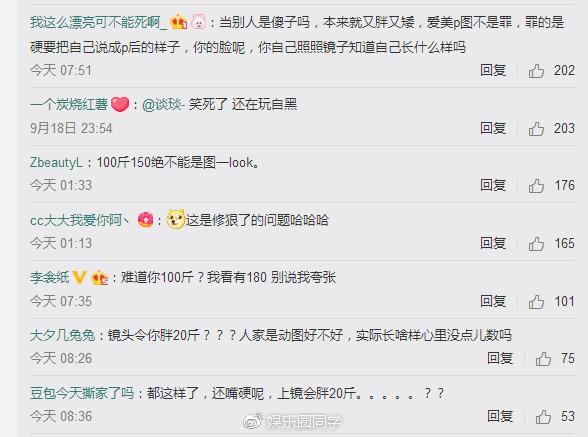 我这么漂亮可不能死啊_：当别人是傻子吗，本来就又胖又矮，爱美p图不是罪，罪的是
硬要把自己说成p后的样子，你的脸呢，你自己照照镜子知道自己长什么样吗
今天 07:51 回复 202
一个炭烧红薯：@谈琰- 笑死了 还在玩自黑
9月18日 23:54 回复 203
ZbeautyL：100斤150绝不能是图一look。
今天 01:33 回复 176
cc大大我爱你阿丶：这是修狠了的问题哈哈哈
今天 01:13 回复 165
李衾纸：难道你100斤？我看有180 别说我夸张
今天 07:35 回复 101
大夕几兔兔：镜头令你胖20斤？？？人家是动图好不好，实际长啥样心里没点儿数吗
今天 08:26 回复 75
豆包今天撕家了吗：都这样了，还嘴硬呢，上镜会胖20斤。。。。。？？
今天 08:36 回复 53
@娱乐圈同学